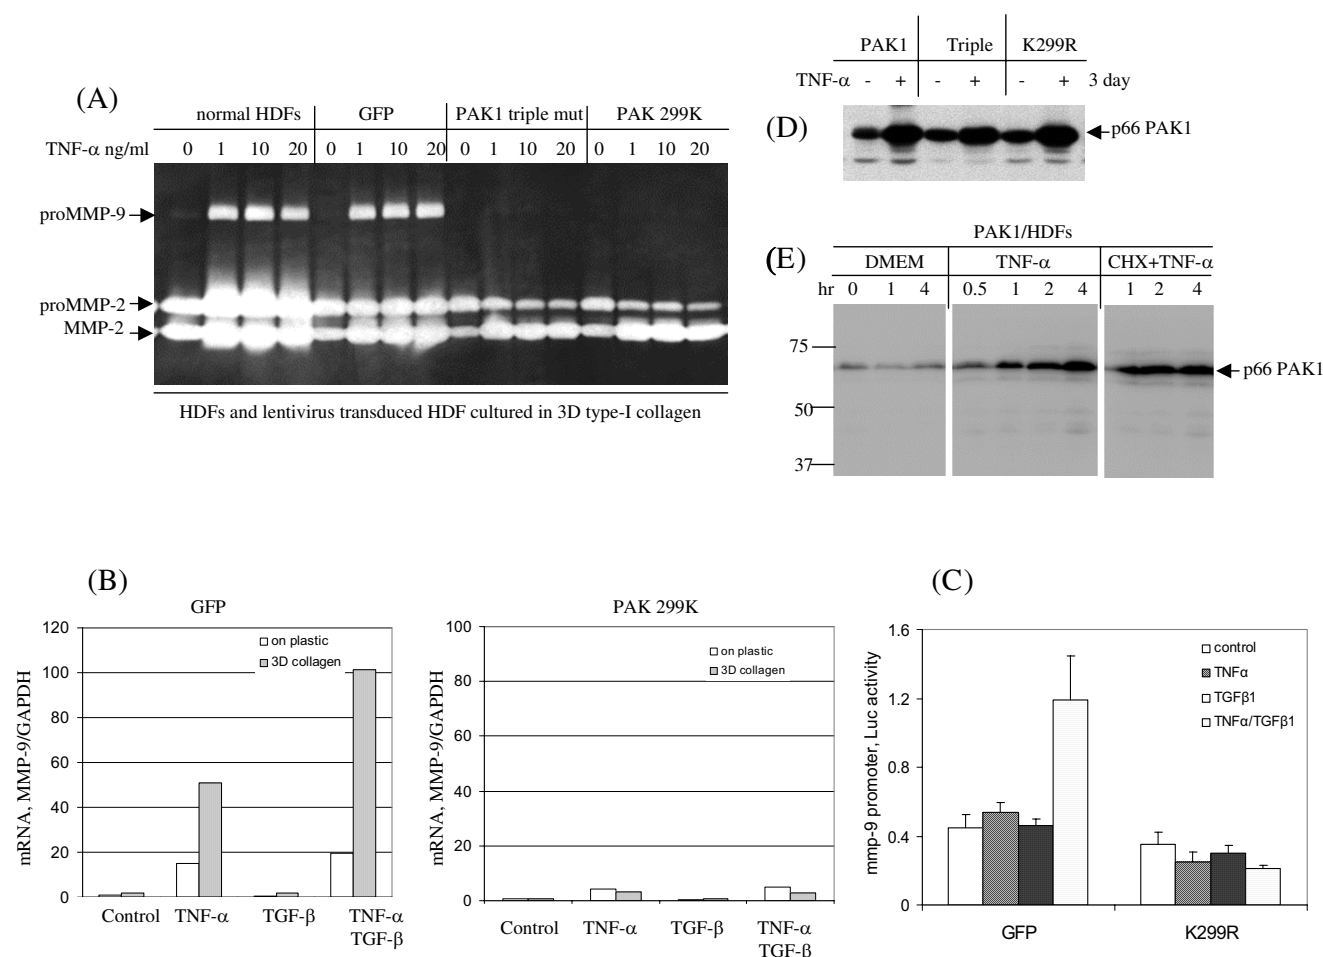 (A)
normal HDFs GFP PAK1 triple mut PAK 299K
TNF-α ng/ml 0 1 10 20 0 1 10 20 0 1 10 20 0 1 10 20
proMMP-9
proMMP-2
MMP-2
HDFs and lentivirus transduced HDF cultured in 3D type-I collagen
PAK1 Triple K299R
TNF-α - + - + - + 3 day
(D)
p66 PAK1
PAK1/HDFs
(E)
DMEM TNF-α CHX+TNF-α
hr 0 1 4 0.5 1 2 4 1 2 4
75
50
37
p66 PAK1
(B)
GFP
mRNA, MMP-9/GAPDH
120
100
80
60
40
20
0
on plastic
3D collagen
Control TNF-α TGF-β TNF-α
TGF-β
PAK 299K
mRNA, MMP-9/GAPDH
100
80
60
40
20
0
on plastic
3D collagen
Control TNF-α TGF-β TNF-α
TGF-β
(C)
mmp-9 promoter, Luc activity
1.6
1.2
0.8
0.4
0
control
TNFα
TGFβ1
TNFα/TGFβ1
GFP K299R